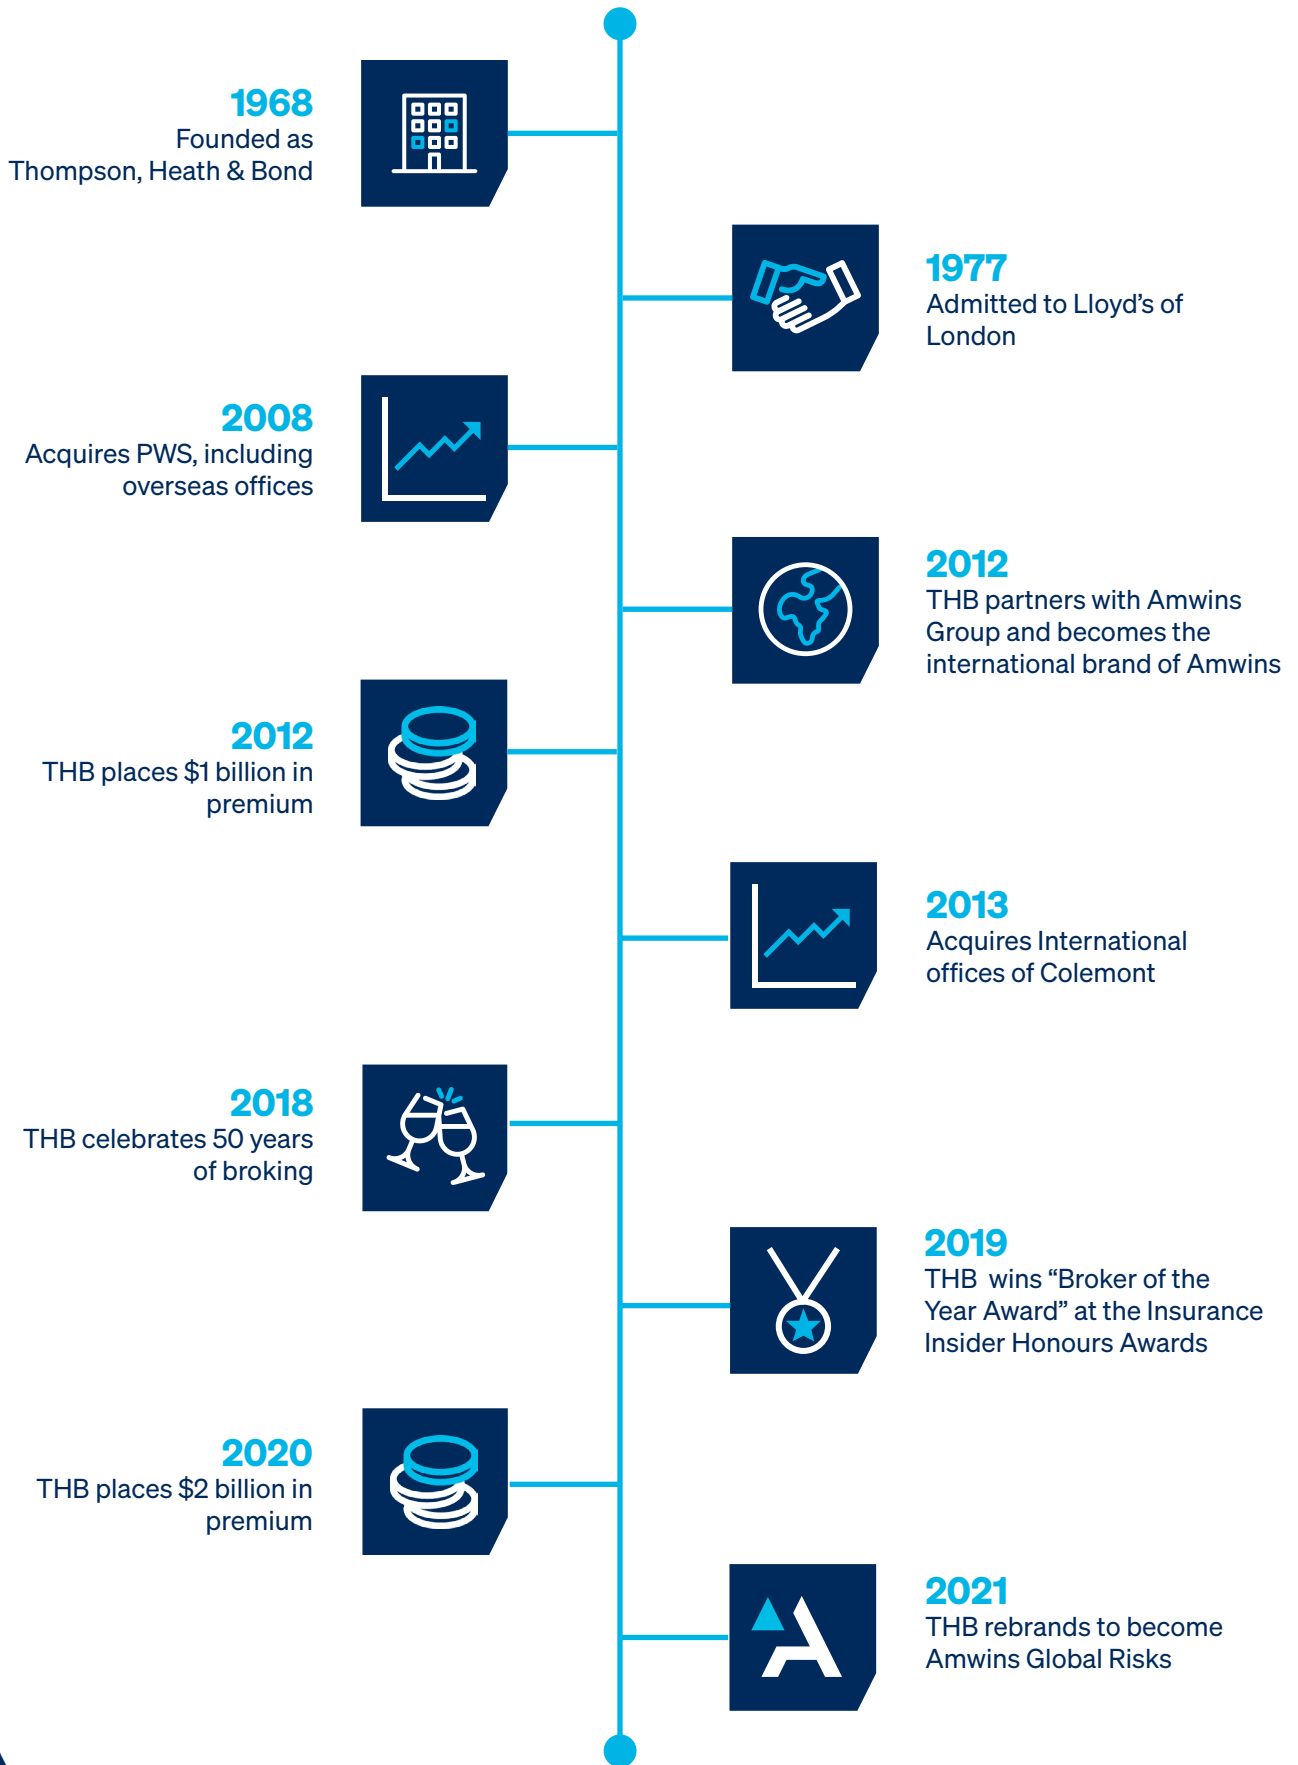 1968
Founded as
Thompson, Heath & Bond
1977
Admitted to Lloyd’s of
London
2008
Acquires PWS, including
overseas offices
2012
THB partners with Amwins
Group and becomes the
international brand of Amwins
2012
THB places $1 billion in
premium
2013
Acquires International
offices of Colemont
2018
THB celebrates 50 years
of broking
2019
THB  wins “Broker of the
Year Award” at the Insurance
Insider Honours Awards
2020
THB places $2 billion in
premium
2021
THB rebrands to become
Amwins Global Risks